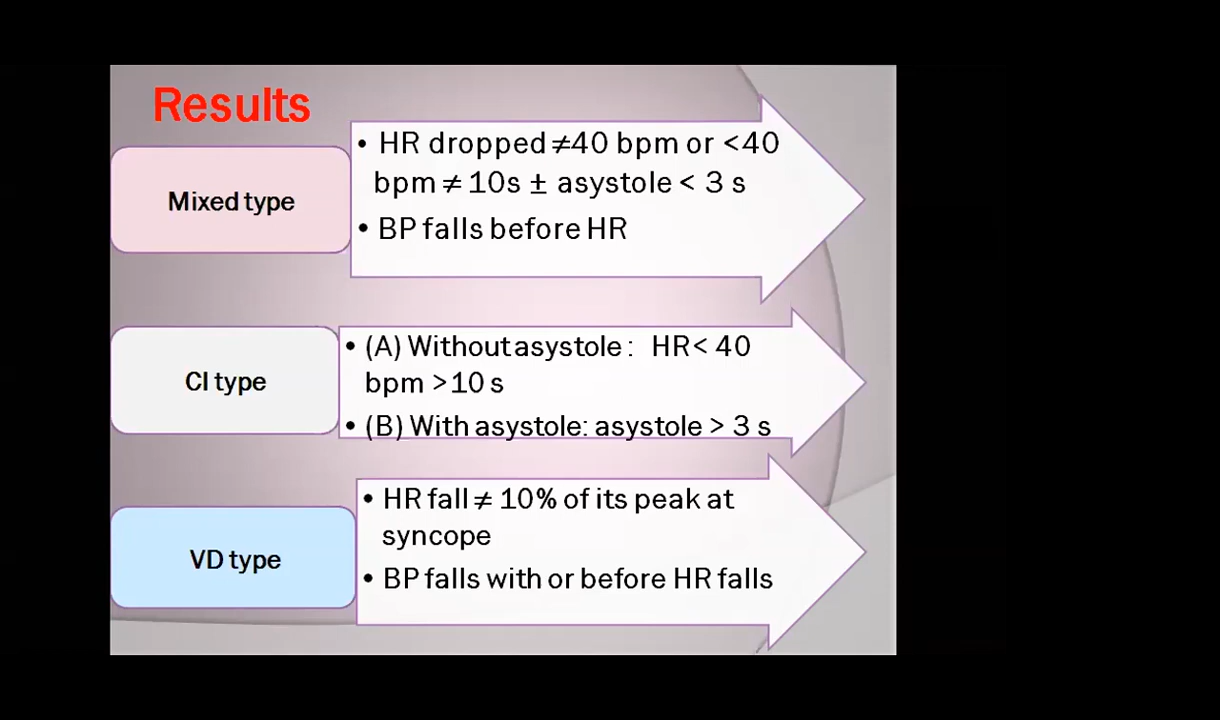 Results
Mixed type
• HR dropped ≠40 bpm or <40
bpm ≠ 10s ± asystole < 3 s
• BP falls before HR
CI type
• (A) Without asystole : HR< 40
bpm >10 s
• (B) With asystole: asystole > 3 s
VD type
• HR fall ≠ 10% of its peak at
syncope
• BP falls with or before HR falls